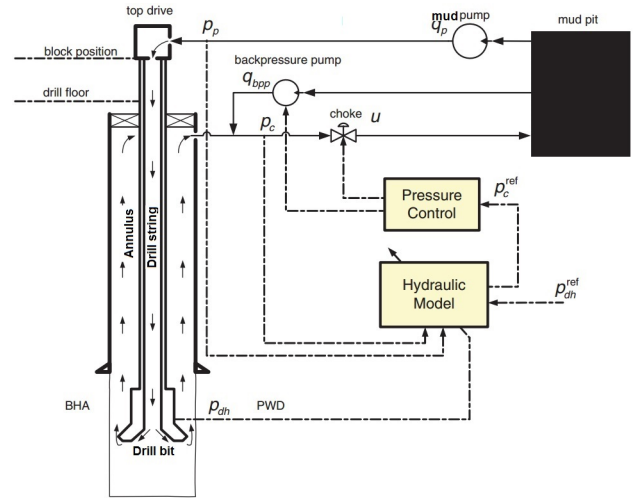 top drive
p_p
mud pump
q_p
mud pit
block position
backpressure pump
q_bpp
drill floor
choke
u
p_c
Pressure
Control
p_c^ref
Annulus
Drill string
Hydraulic
Model
p_dh^ref
BHA
p_dh
PWD
Drill bit